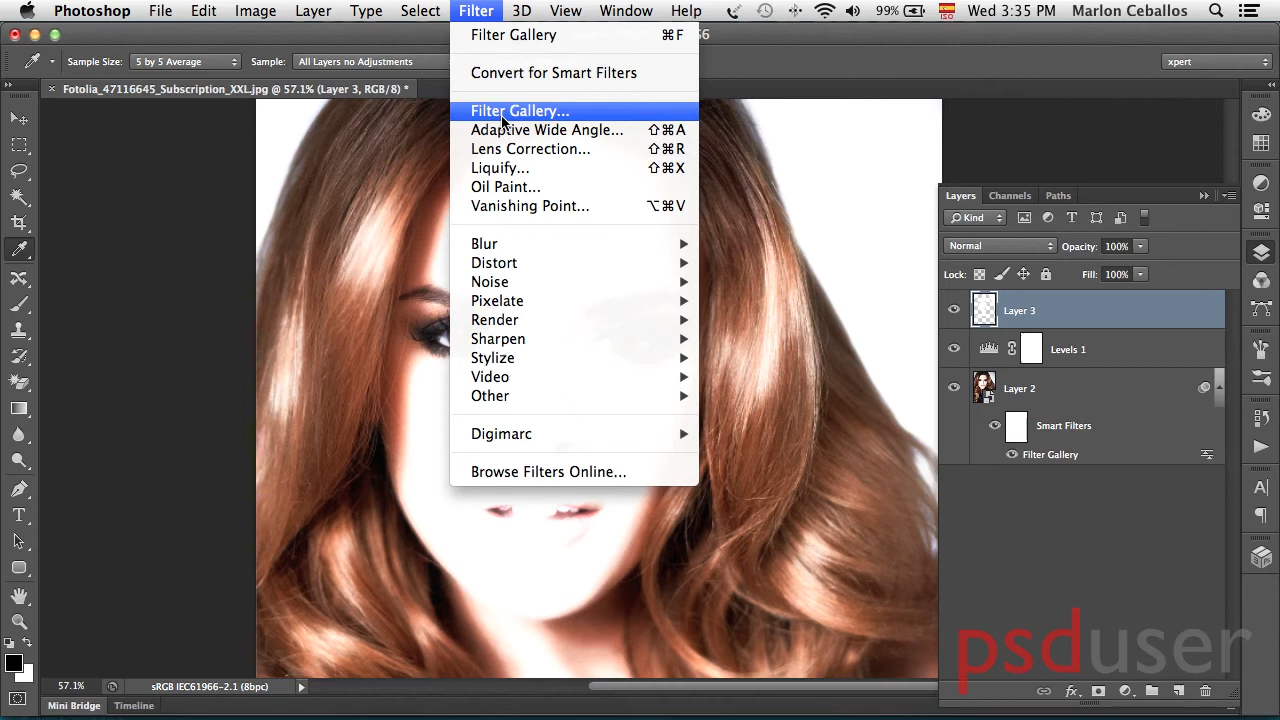 Photoshop File Edit Image Layer Type Select Filter 3D View Window Help 99% ISO Wed 3:35 PM Marlon Ceballos
6
Sample Size: 5 by 5 Average Sample: All Layers no Adjustments xpert
× Fotolia_47116645_Subscription_XXL.jpg @ 57.1% (Layer 3, RGB/8) *
Filter Gallery ⌘F
Convert for Smart Filters
Filter Gallery...
Adaptive Wide Angle... ⇧⌘A
Lens Correction... ⇧⌘R
Liquify... ⇧⌘X
Oil Paint...
Vanishing Point... ⌥⌘V
Blur
Distort
Noise
Pixelate
Render
Sharpen
Stylize
Video
Other
Digimarc
Browse Filters Online...
Layers Channels Paths
Kind
Normal Opacity: 100%
Lock: Fill: 100%
Layer 3
Levels 1
Layer 2
Smart Filters
Filter Gallery
psduser
57.1% sRGB IEC61966-2.1 (8bpc)
Mini Bridge Timeline